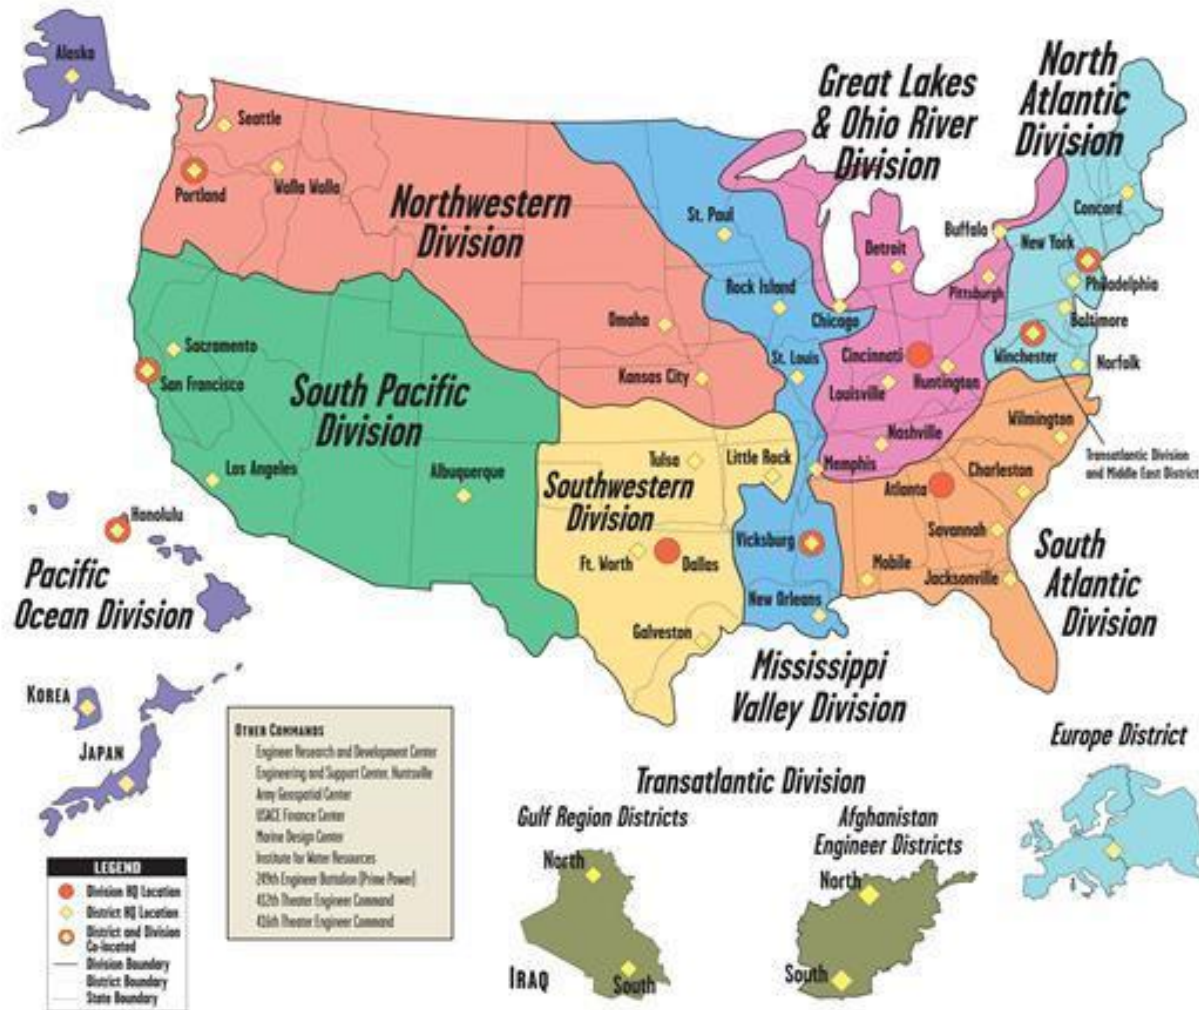 Alaska
Seattle
Portland
Walla Walla
Northwestern
Division
Great Lakes
& Ohio River
Division
North
Atlantic
Division
St. Paul
Rock Island
Omaha
Kansas City
St. Louis
Chicago
Detroit
Buffalo
Pittsburgh
New York
Concord
Philadelphia
Baltimore
Winchester
Norfolk
Cincinnati
Huntington
Louisville
Nashville
Memphis
Sacramento
San Francisco
South Pacific
Division
Los Angeles
Albuquerque
Tulsa
Little Rock
Southwestern
Division
Ft. Worth
Dallas
Galveston
Vicksburg
New Orleans
Mississippi
Valley Division
Wilmington
Charleston
Atlanta
Savannah
Mobile
Jacksonville
Transatlantic Division
and Middle East District
South
Atlantic
Division
Honolulu
Pacific
Ocean Division
KOREA
JAPAN
OTHER COMMANDS
Engineer Research and Development Center
Engineering and Support Center, Huntsville
Army Geospatial Center
USACE Finance Center
Marine Design Center
Institute for Water Resources
249th Engineer Battalion (Prime Power)
412th Theater Engineer Command
416th Theater Engineer Command
LEGEND
Division HQ Location
District HQ Location
District and Division
Co-located
Division Boundary
District Boundary
State Boundary
Transatlantic Division
Gulf Region Districts
North
South
IRAQ
Afghanistan
Engineer Districts
North
South
Europe District